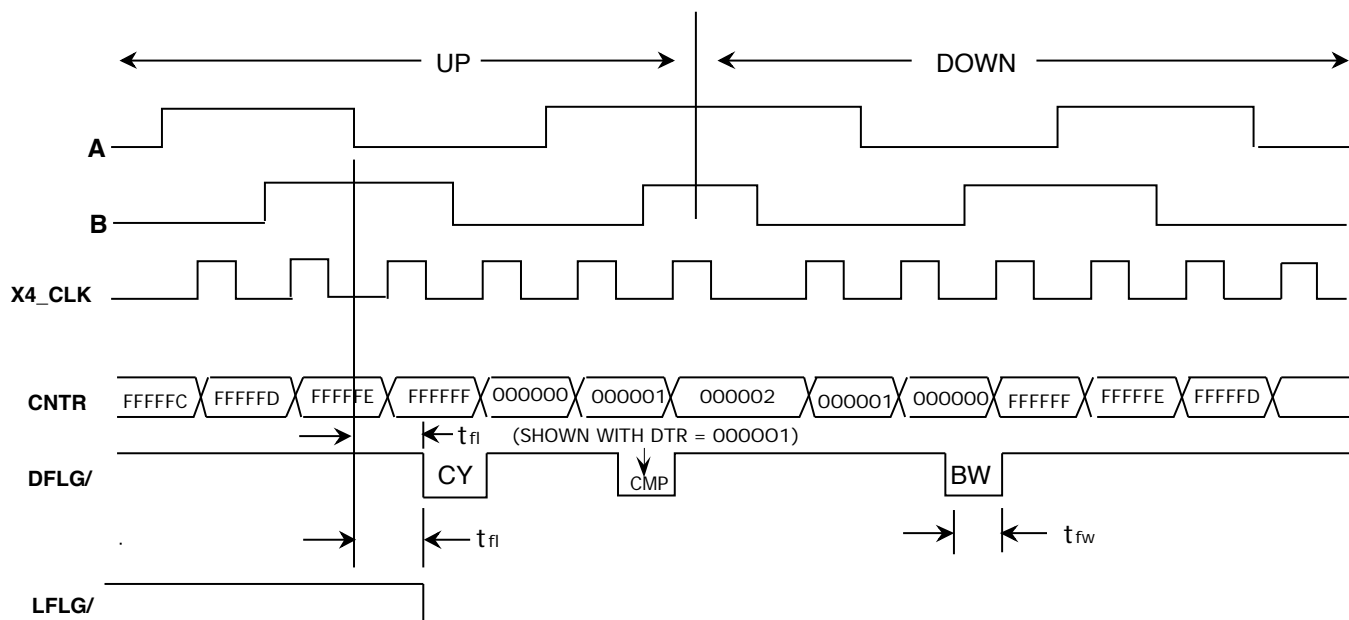 UP DOWN
A
B
X4_CLK
CNTR FFFFFC FFFFFD FFFFFE FFFFFF 000000 000001 000002 000001 000000 FFFFFF FFFFFE FFFFFD
tfl (SHOWN WITH DTR = 000001)
DFLG/ CY CMP BW
. tfl tfw
LFLG/